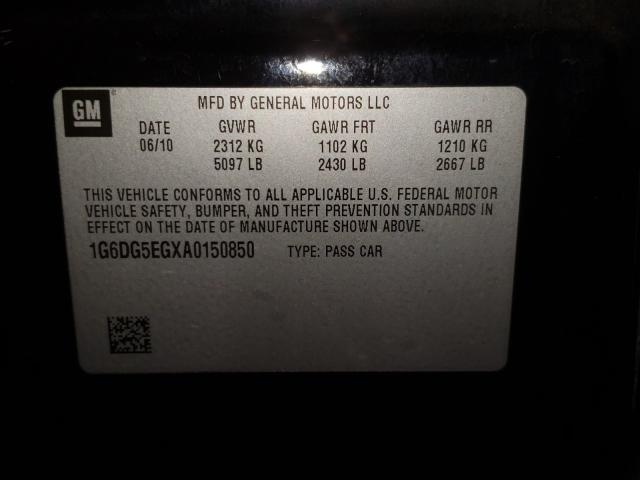 GM
MFD BY GENERAL MOTORS LLC
DATE GVWR GAWR FRT GAWR RR
06/10 2312 KG 1102 KG 1210 KG
5097 LB 2430 LB 2667 LB
THIS VEHICLE CONFORMS TO ALL APPLICABLE U.S. FEDERAL MOTOR
VEHICLE SAFETY, BUMPER, AND THEFT PREVENTION STANDARDS IN
EFFECT ON THE DATE OF MANUFACTURE SHOWN ABOVE.
1G6DG5EGXA0150850 TYPE: PASS CAR